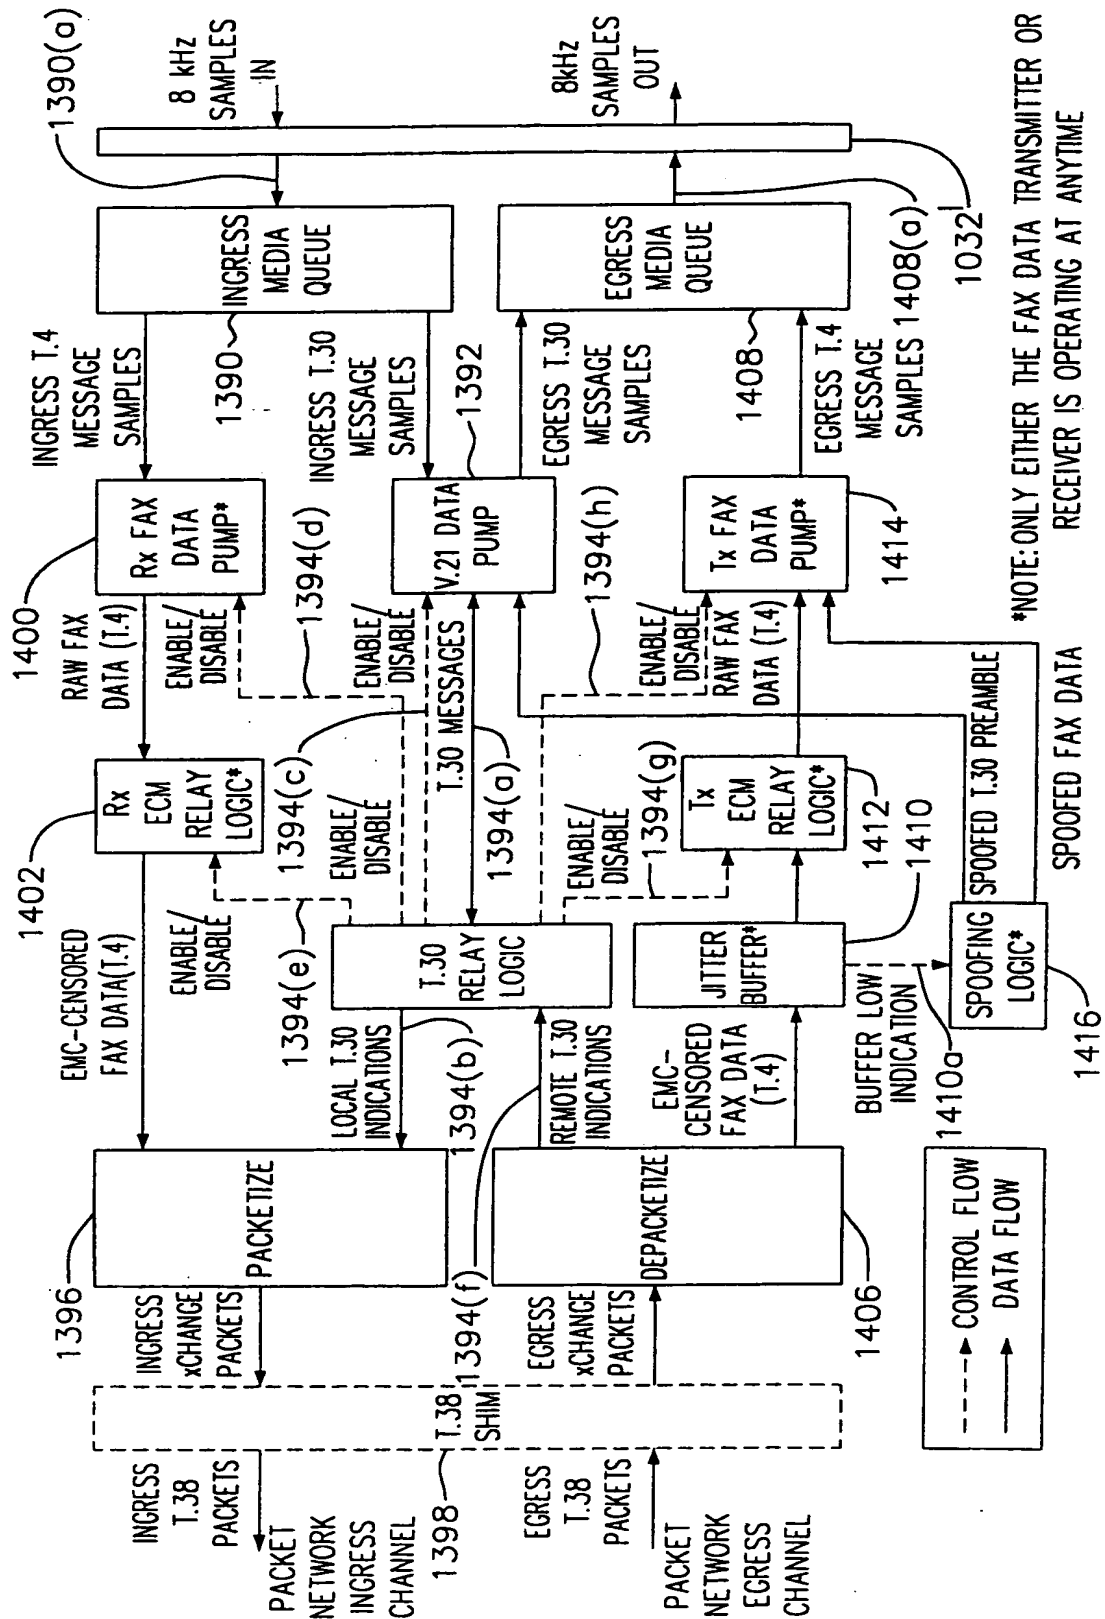 1390(a)
8 kHz
SAMPLES
IN
8kHz
SAMPLES
OUT
1032'
INGRESS
MEDIA
QUEUE
1390
EGRESS
MEDIA
QUEUE
1408
1408(a)
INGRESS T.4
MESSAGE
SAMPLES
INGRESS T.30
MESSAGE
SAMPLES
1392
EGRESS T.30
MESSAGE
SAMPLES
EGRESS T.4
MESSAGE
SAMPLES
1400
Rx FAX
DATA
PUMP*
V.21 DATA
PUMP
Tx FAX
DATA
PUMP*
1414
RAW FAX
DATA (T.4)
ENABLE/
DISABLE
1394(d)
ENABLE/
DISABLE
T.30 MESSAGES
1394(c)
1394(a)
1394(h)
ENABLE/
DISABLE
RAW FAX
DATA (T.4)
1402
Rx
ECM
RELAY
LOGIC*
ENABLE/
DISABLE
1394(g)
ENABLE/
DISABLE
Tx
ECM
RELAY
LOGIC*
1412
1410
SPOOFED T.30 PREAMBLE
SPOOFED FAX DATA
EMC-CENSORED
FAX DATA(T.4)
ENABLE/
DISABLE
1394(e)
T.30
RELAY
LOGIC
JITTER
BUFFER*
SPOOFING
LOGIC*
1416
LOCAL T.30
INDICATIONS
1394(b)
REMOTE T.30
INDICATIONS
1394(f)
EMC-
CENSORED
FAX DATA
(T.4)
BUFFER LOW
INDICATION
1410a
1396
PACKETIZE
DEPACKETIZE
1406
INGRESS
xCHANGE
PACKETS
EGRESS
xCHANGE
PACKETS
T.38
SHIM
1398
INGRESS
T.38
PACKETS
EGRESS
T.38
PACKETS
PACKET
NETWORK
INGRESS
CHANNEL
PACKET
NETWORK
EGRESS
CHANNEL
CONTROL FLOW
DATA FLOW
*NOTE:ONLY EITHER THE FAX DATA TRANSMITTER OR
RECEIVER IS OPERATING AT ANYTIME